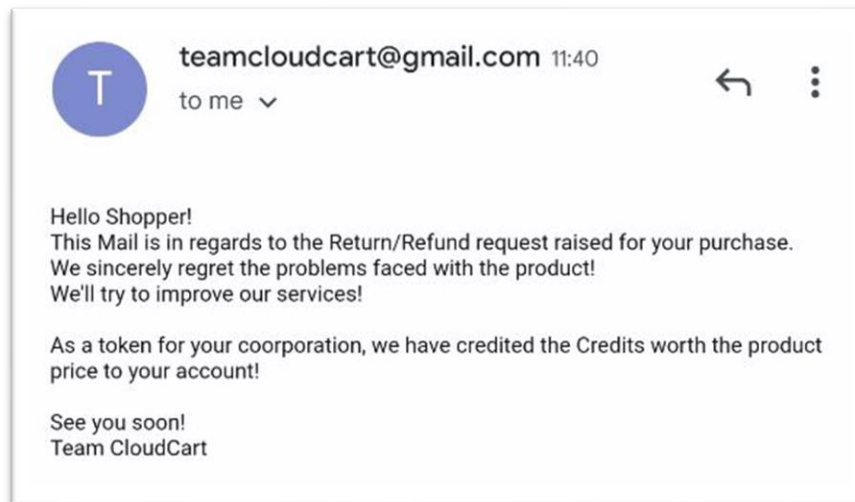 T
teamcloudcart@gmail.com 11:40
to me
Hello Shopper!
This Mail is in regards to the Return/Refund request raised for your purchase.
We sincerely regret the problems faced with the product!
We'll try to improve our services!
As a token for your coorporation, we have credited the Credits worth the product
price to your account!
See you soon!
Team CloudCart